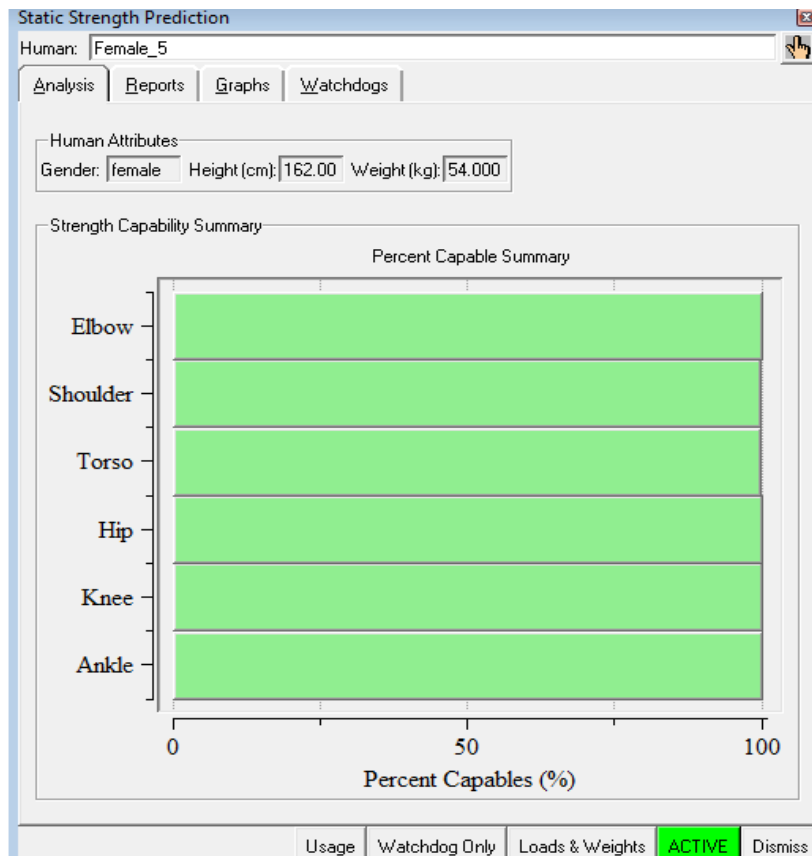 Static Strength Prediction
Human: Female_5
Analysis Reports Graphs Watchdogs
Human Attributes
Gender: female Height (cm): 162.00 Weight (kg): 54.000
Strength Capability Summary
Percent Capable Summary
Elbow
Shoulder
Torso
Hip
Knee
Ankle
0 50 100
Percent Capables (%)
Usage Watchdog Only Loads & Weights ACTIVE Dismiss